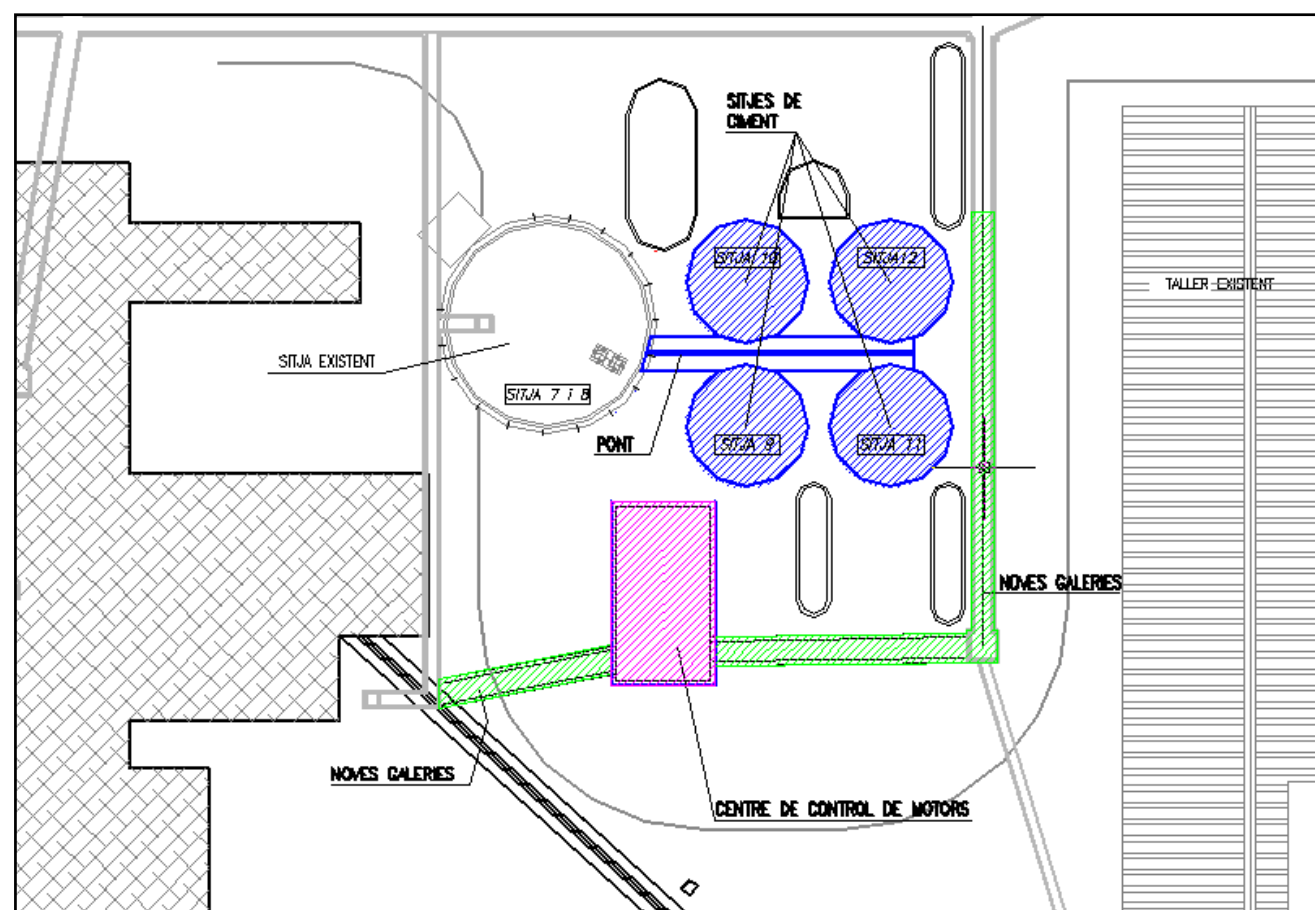 SITJES DE
CIMENT
SITJA 10
SITJA 12
TALLER EXISTENT
SITJA EXISTENT
SITJA 7 i 8
PONT
SITJA 9
SITJA 11
NOVES GALERIES
NOVES GALERIES
CENTRE DE CONTROL DE MOTORS